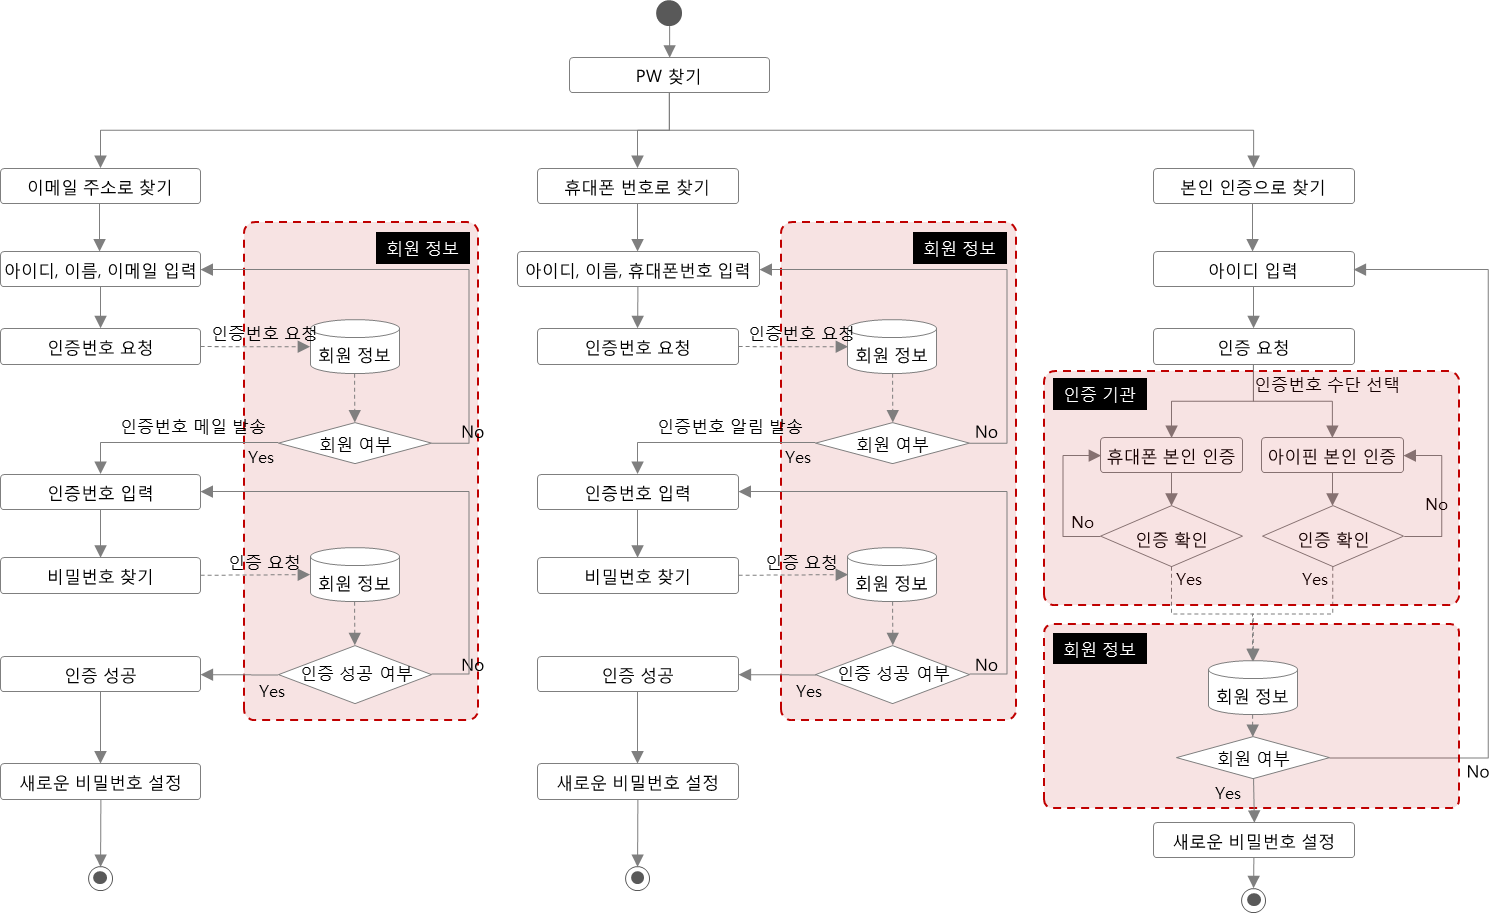 PW 찾기
이메일 주소로 찾기
휴대폰 번호로 찾기
본인 인증으로 찾기
회원 정보
회원 정보
아이디, 이름, 이메일 입력
아이디, 이름, 휴대폰번호 입력
아이디 입력
인증번호 요청
인증번호 요청
회원 정보
인증번호 요청
인증번호 요청
회원 정보
인증 요청
인증번호 수단 선택
인증 기관
인증번호 메일 발송
회원 여부
No
Yes
인증번호 알림 발송
회원 여부
No
Yes
휴대폰 본인 인증
아이핀 본인 인증
인증번호 입력
인증번호 입력
No
No
인증 확인
인증 확인
Yes
Yes
비밀번호 찾기
인증 요청
회원 정보
비밀번호 찾기
인증 요청
회원 정보
회원 정보
인증 성공
Yes
인증 성공 여부
No
인증 성공
Yes
인증 성공 여부
No
회원 정보
회원 여부
No
Yes
새로운 비밀번호 설정
새로운 비밀번호 설정
새로운 비밀번호 설정